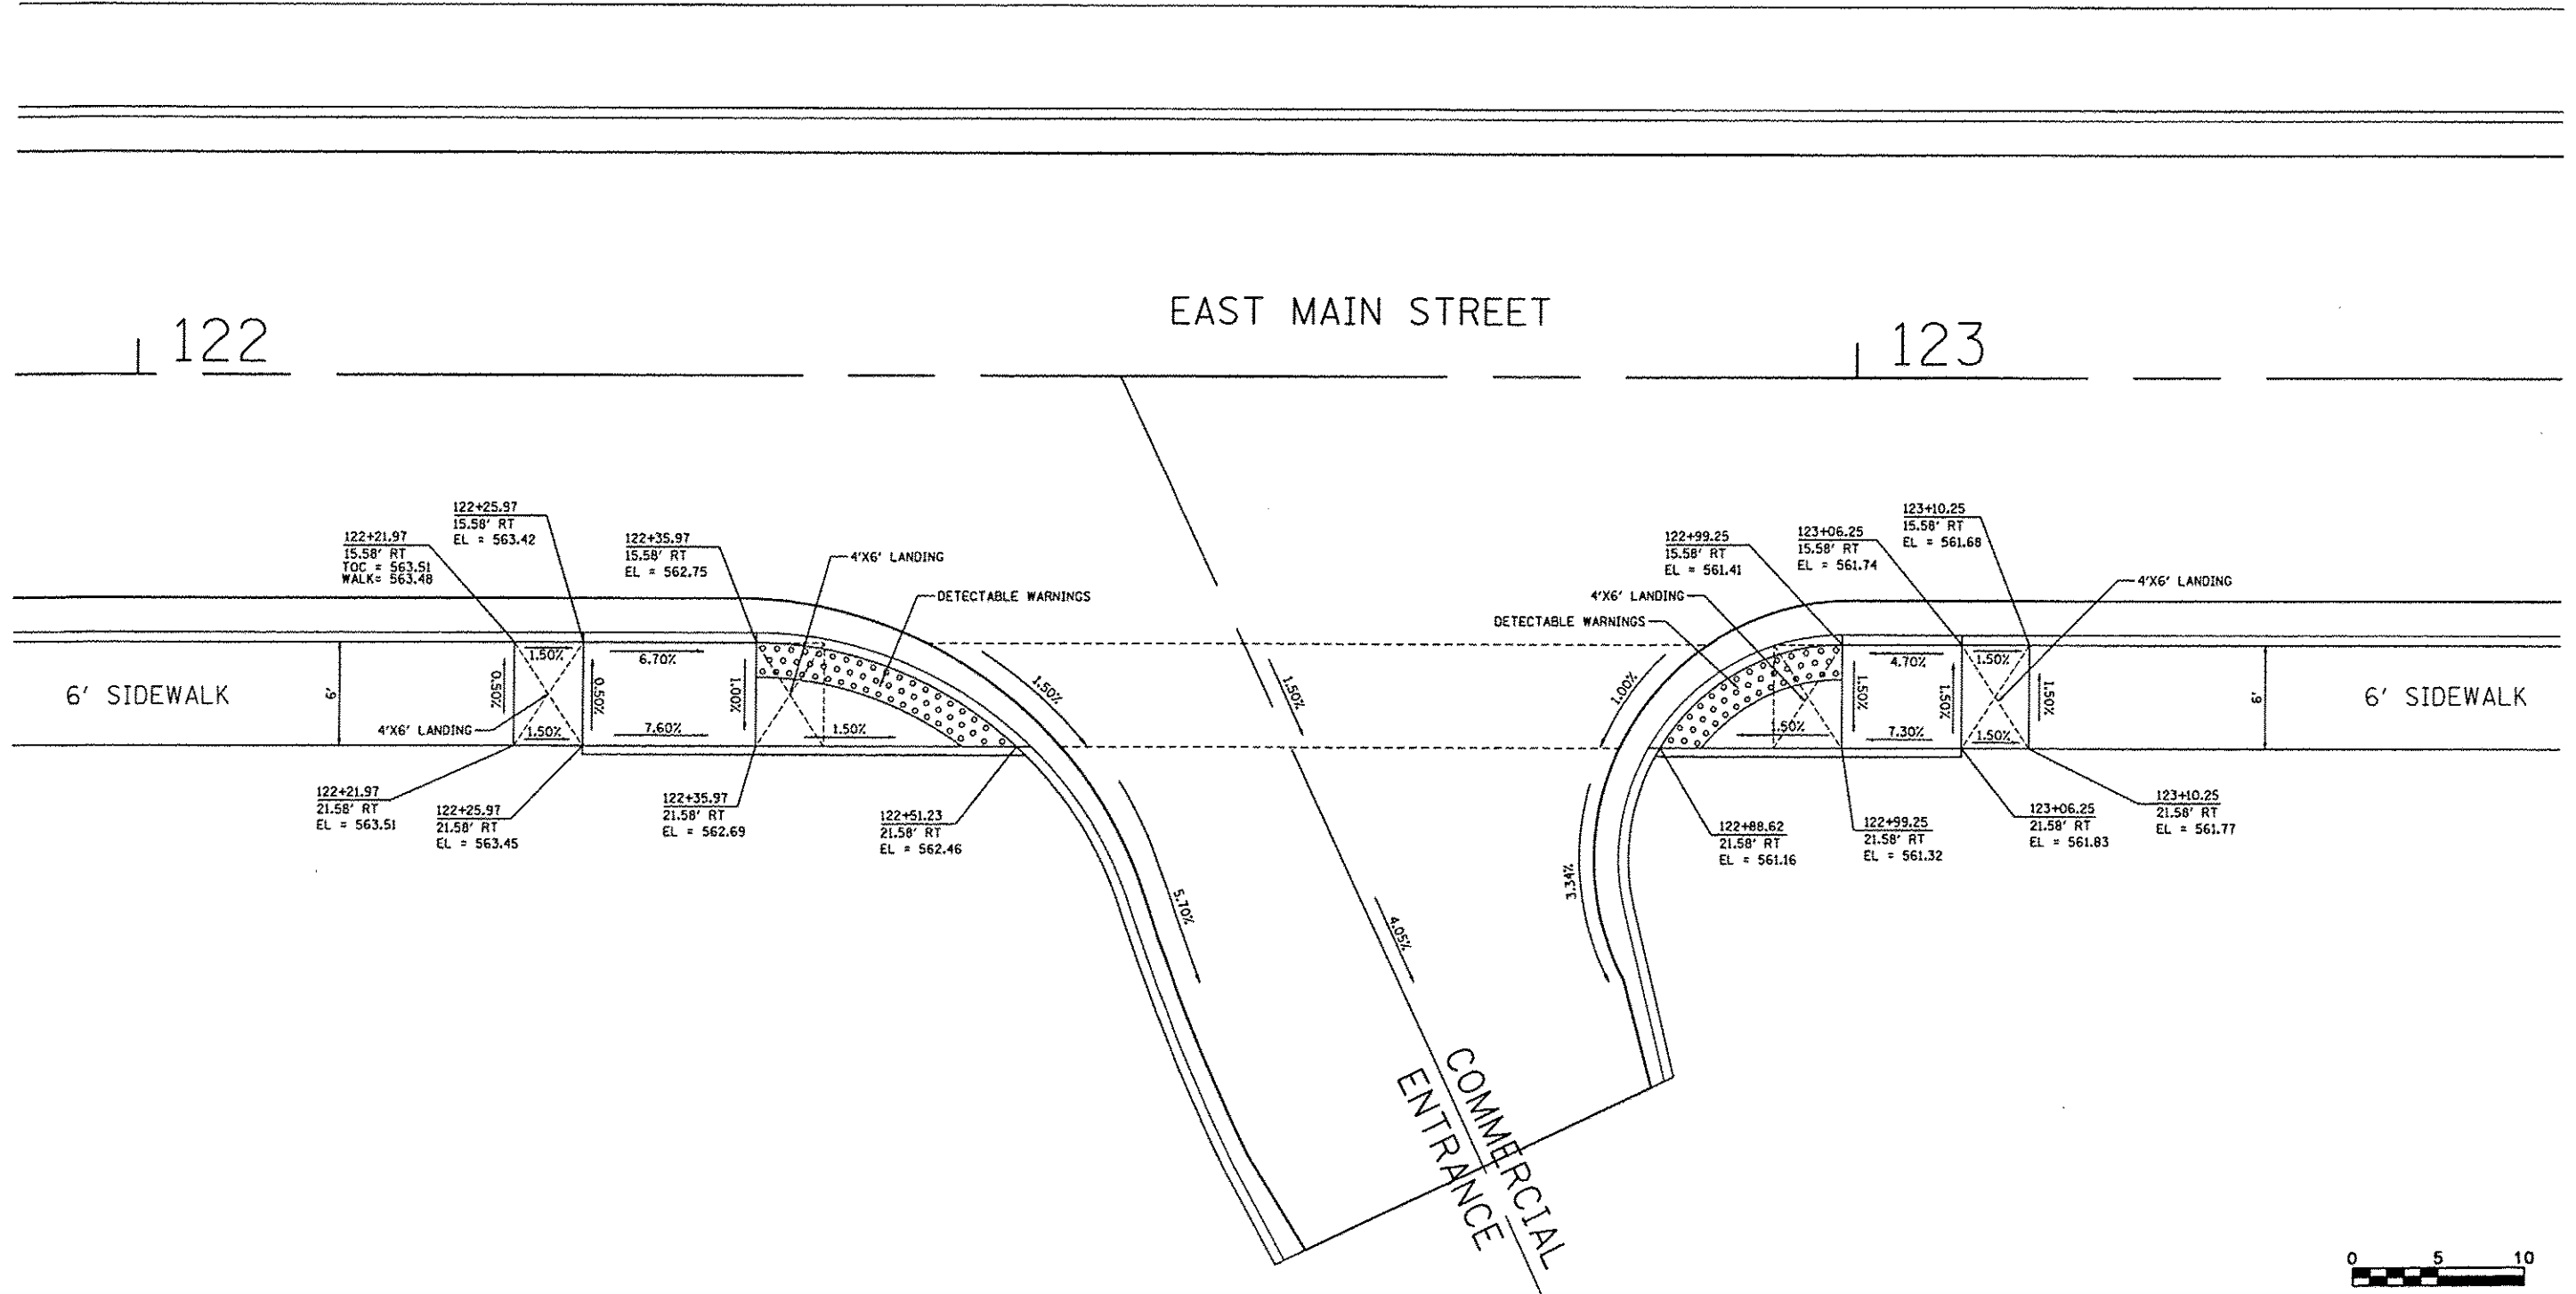 EAST MAIN STREET
122
123
122+25.97
15.58' RT
EL = 563.42
122+21.97
15.58' RT
TOC = 563.51
WALK= 563.48
122+35.97
15.58' RT
EL = 562.75
4'X6' LANDING
DETECTABLE WARNINGS
122+99.25
15.58' RT
EL = 561.41
123+06.25
15.58' RT
EL = 561.74
123+10.25
15.58' RT
EL = 561.68
4'X6' LANDING
4'X6' LANDING
DETECTABLE WARNINGS
6' SIDEWALK
6'
0.50%
1.50%
1.50%
0.50%
6.70%
7.60%
1.00%
1.50%
4'X6' LANDING
1.50%
1.50%
1.00%
1.50%
1.50%
4.70%
7.30%
1.50%
1.50%
1.50%
1.50%
6'
6' SIDEWALK
122+21.97
21.58' RT
EL = 563.51
122+25.97
21.58' RT
EL = 563.45
122+35.97
21.58' RT
EL = 562.69
122+51.23
21.58' RT
EL = 562.46
122+88.62
21.58' RT
EL = 561.16
122+99.25
21.58' RT
EL = 561.32
123+06.25
21.58' RT
EL = 561.83
123+10.25
21.58' RT
EL = 561.77
5.70%
4.05%
3.34%
COMMERCIAL
ENTRANCE
0 5 10